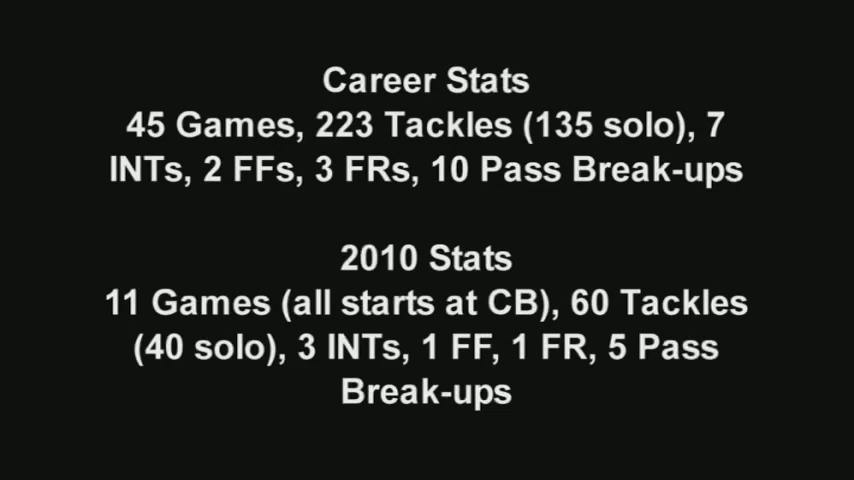 Career Stats
45 Games, 223 Tackles (135 solo), 7
INTs, 2 FFs, 3 FRs, 10 Pass Break-ups
2010 Stats
11 Games (all starts at CB), 60 Tackles
(40 solo), 3 INTs, 1 FF, 1 FR, 5 Pass
Break-ups